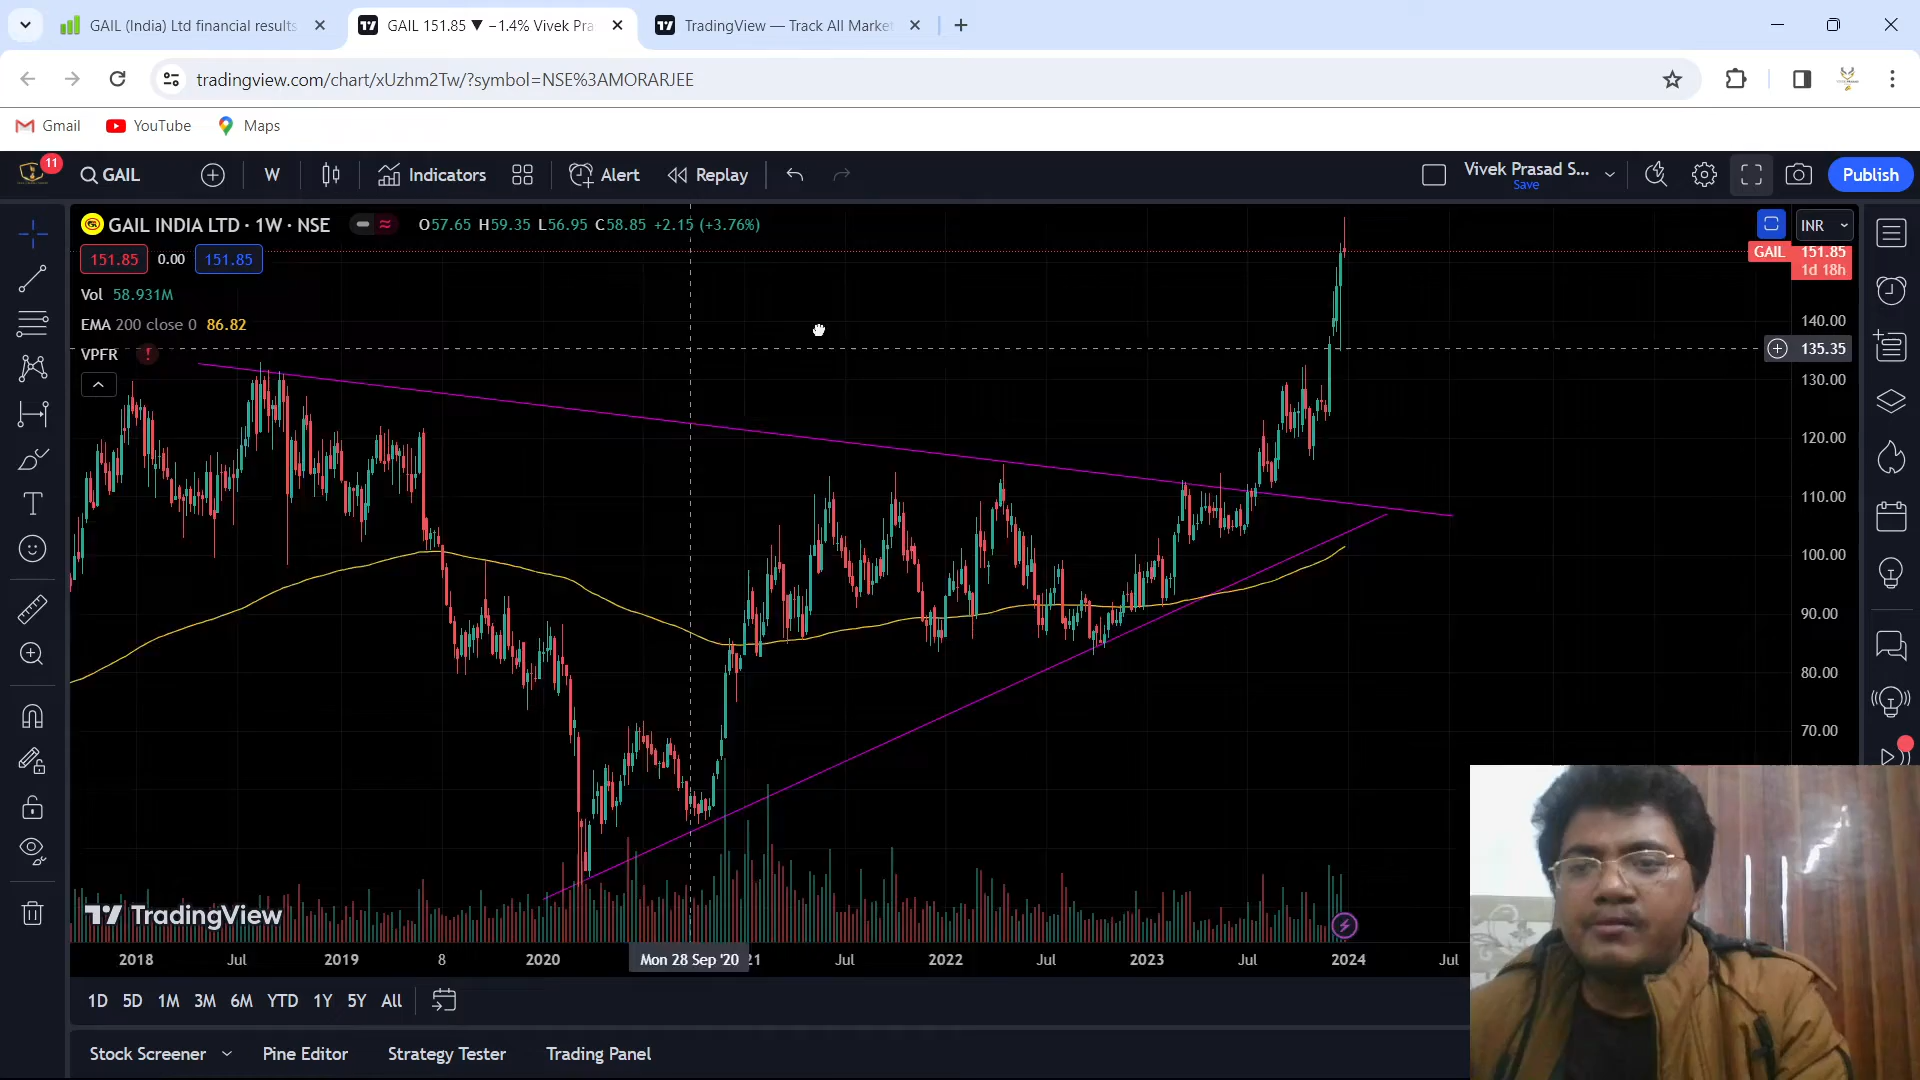 GAIL (India) Ltd financial results
GAIL 151.85 ▼ −1.4% Vivek Pra
TradingView — Track All Marke
tradingview.com/chart/xUzhm2Tw/?symbol=NSE%3AMORARJEE
Gmail
YouTube
Maps
11
GAIL
W
Indicators
Alert
Replay
Vivek Prasad S...
Save
Publish
GAIL INDIA LTD · 1W · NSE
O57.65 H59.35 L56.95 C58.85 +2.15 (+3.76%)
INR
151.85 0.00 151.85
GAIL 151.85
1d 18h
Vol 58.931M
EMA 200 close 0 86.82
VPFR
140.00
135.35
130.00
120.00
110.00
100.00
90.00
80.00
70.00
TradingView
2018 Jul 2019 8 2020 Mon 28 Sep '20 21 Jul 2022 Jul 2023 Jul 2024 Jul
1D 5D 1M 3M 6M YTD 1Y 5Y All
Stock Screener Pine Editor Strategy Tester Trading Panel